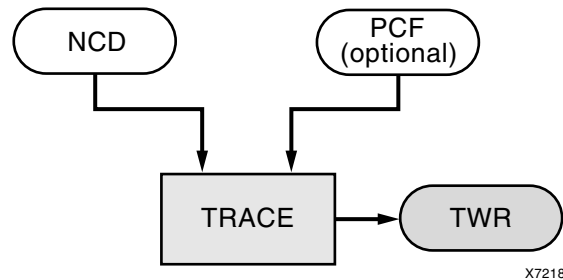 NCD
PCF
(optional)
TRACE
TWR
X7218